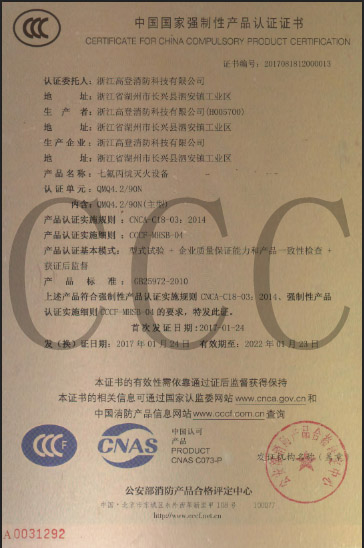 中国国家强制性产品认证证书
CERTIFICATE FOR CHINA COMPULSORY PRODUCT CERTIFICATION
证书编号：2017081812000013
认证委托人：浙江高登消防科技有限公司
地 址：浙江省湖州市长兴县泗安镇工业区
生 产 者：浙江高登消防科技有限公司(H005700)
地 址：浙江省湖州市长兴县泗安镇工业区
生产企业：浙江高登消防科技有限公司
地 址：浙江省湖州市长兴县泗安镇工业区
产品名称：七氟丙烷灭火设备
认证单元：QMQ4.2/90N
内含：QMQ4.2/90N(主型)
产品认证实施规则：CNCA-C18-03：2014
产品认证实施细则：CCCF-MHSB-04
产品认证基本模式：型式试验 + 企业质量保证能力和产品一致性检查 +
获证后监督
产 品 标 准：GB25972-2010
上述产品符合强制性产品认证实施规则 CNCA-C18-03：2014、强制性产品
认证实施细则 CCCF-MHSB-04 的要求，特发此证。
首次发证日期：2017-01-24
发（换）证日期：2017 年 01 月 24 日 有效期至：2022 年 01 月 23 日
CCC
本证书的有效性需依靠通过证后监督获得保持
本证书的相关信息可通过国家认监委网站 www.cnca.gov.cn 和
中国消防产品信息网站 www.cccf.com.cn 查询
CCC F
CNAS
中国认可
产品
PRODUCT
CNAS C073-P
发证机构名称（盖章）
公安部消防产品合格评定中心
http://www.cccf.net.cn
A0031292